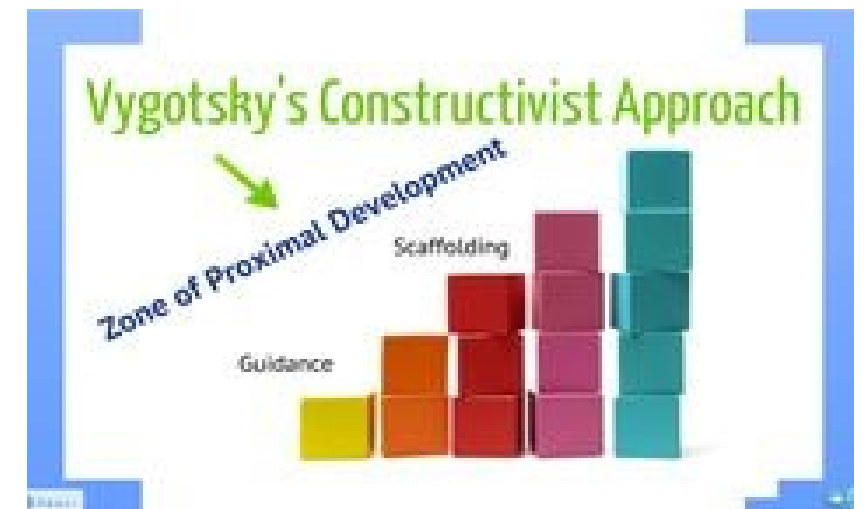 Vygotsky's Constructivist Approach
Zone of Proximal Development
Scaffolding
Guidance